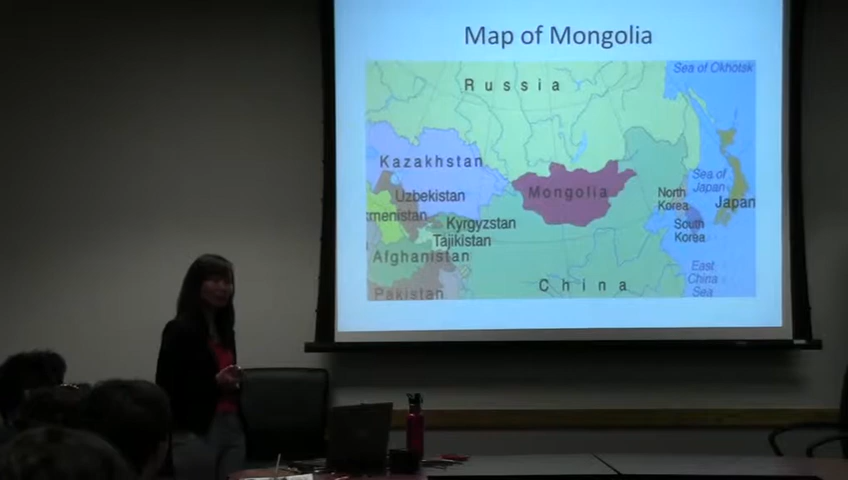 Map of Mongolia
Sea of Okhotsk
Russia
Kazakhstan
Mongolia
Uzbekistan
North
Korea
Sea of
Japan
Japan
menistan
Kyrgyzstan
South
Korea
Tajikistan
Afghanistan
East
China
Sea
China
Pakistan